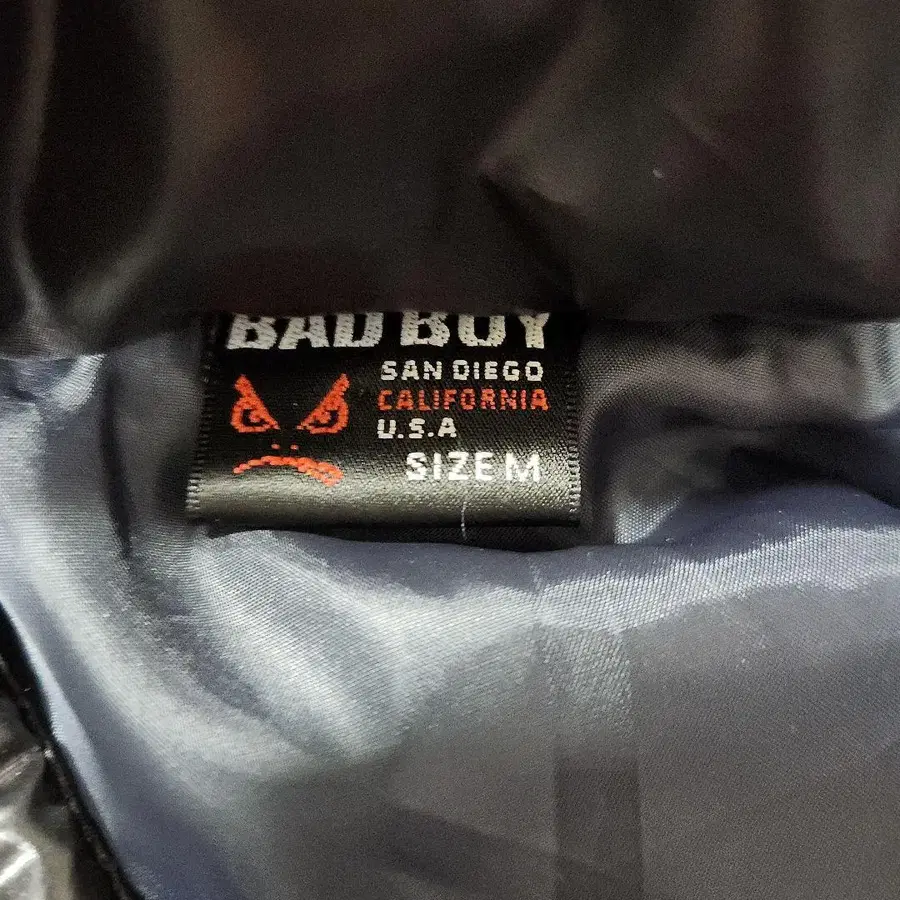 BAD BOY
SAN DIEGO
CALIFORNIA
U.S.A
SIZE M